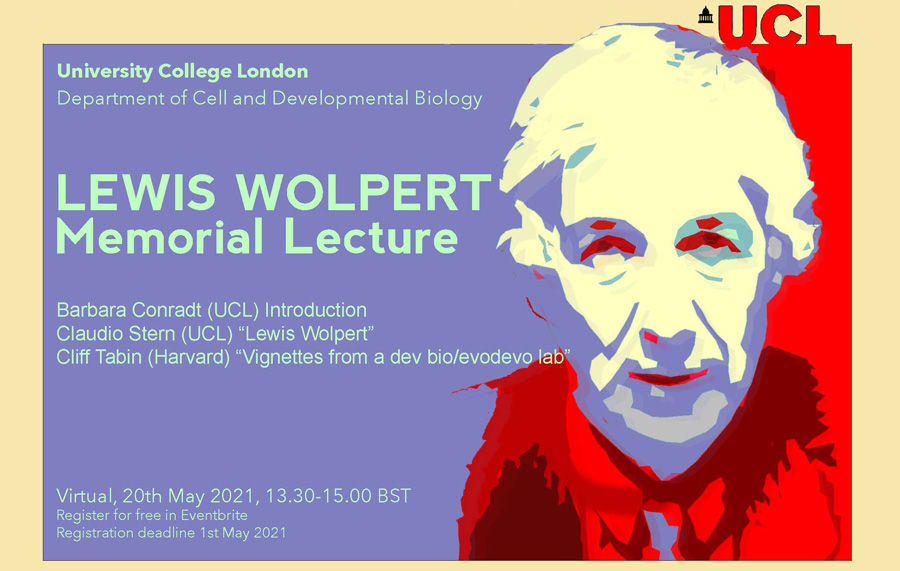 UCL
University College London
Department of Cell and Developmental Biology
LEWIS WOLPERT
Memorial Lecture
Barbara Conradt (UCL) Introduction
Claudio Stern (UCL) “Lewis Wolpert”
Cliff Tabin (Harvard) “Vignettes from a dev bio/evodevo lab”
Virtual, 20th May 2021, 13.30-15.00 BST
Register for free in Eventbrite
Registration deadline 1st May 2021